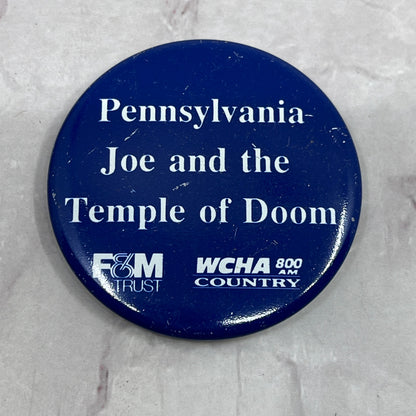 Pennsylvania-
Joe and the
Temple of Doom
F&M
TRUST
WCHA 800
AM
COUNTRY